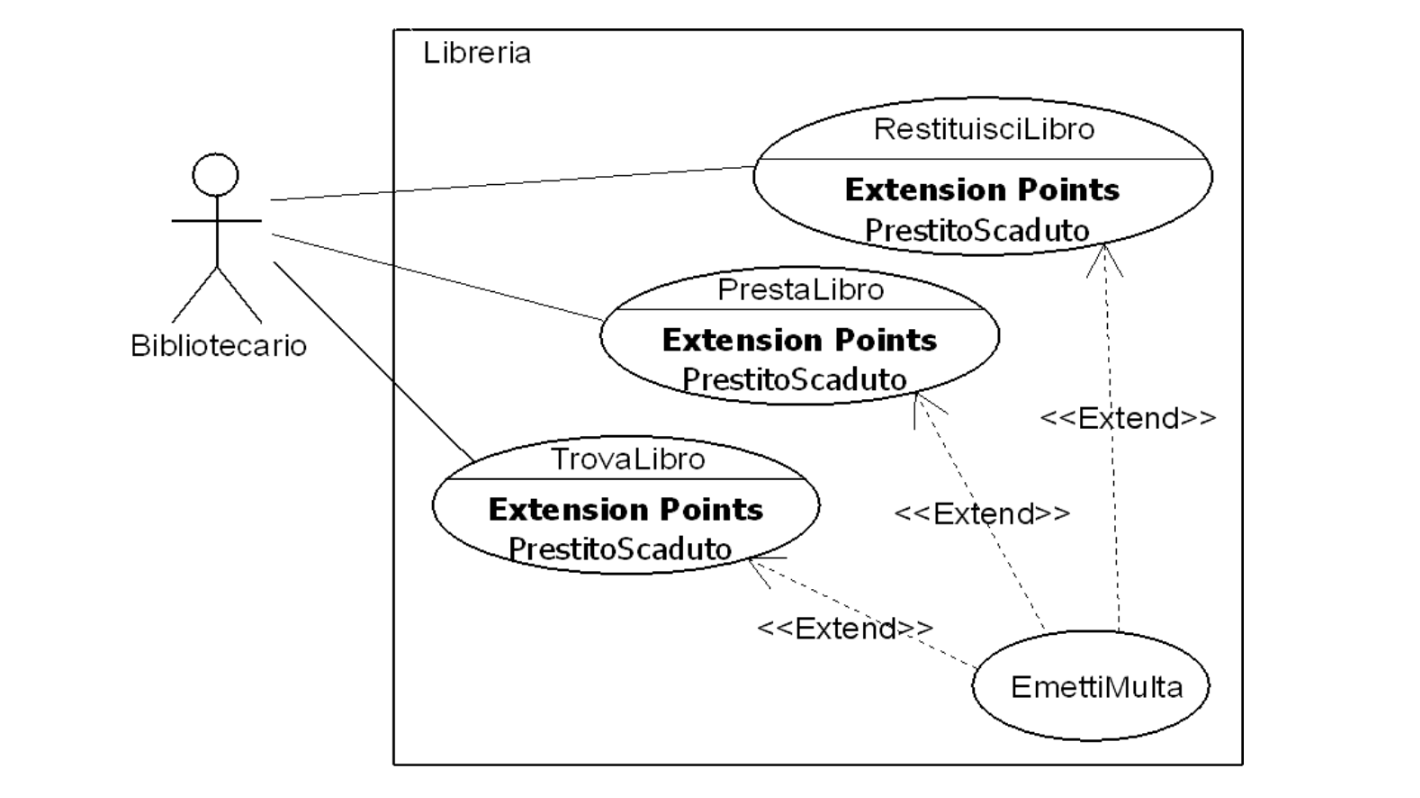 Libreria
RestituisciLibro
Extension Points
PrestitoScaduto
PrestaLibro
Extension Points
PrestitoScaduto
Bibliotecario
<<Extend>>
TrovaLibro
Extension Points
PrestitoScaduto
<<Extend>>
<<Extend>>
EmettiMulta